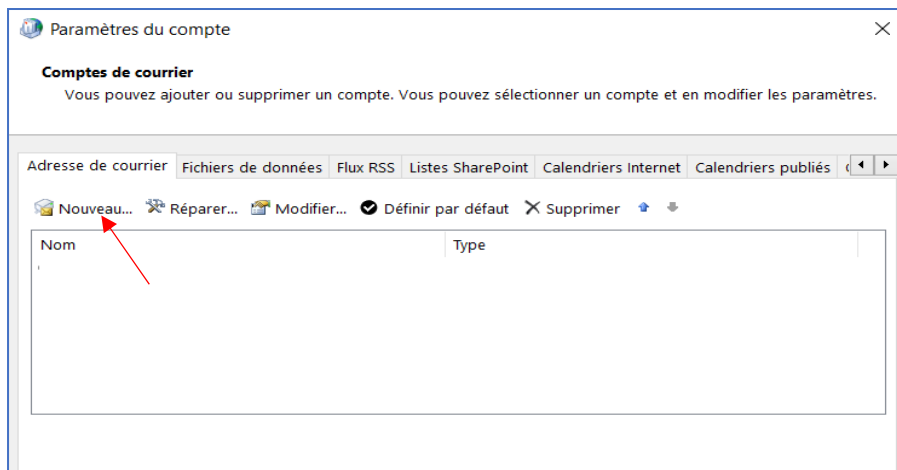 Paramètres du compte
Comptes de courrier
Vous pouvez ajouter ou supprimer un compte. Vous pouvez sélectionner un compte et en modifier les paramètres.
Adresse de courrier Fichiers de données Flux RSS Listes SharePoint Calendriers Internet Calendriers publiés
Nouveau... Réparer... Modifier... Définir par défaut Supprimer
Nom Type